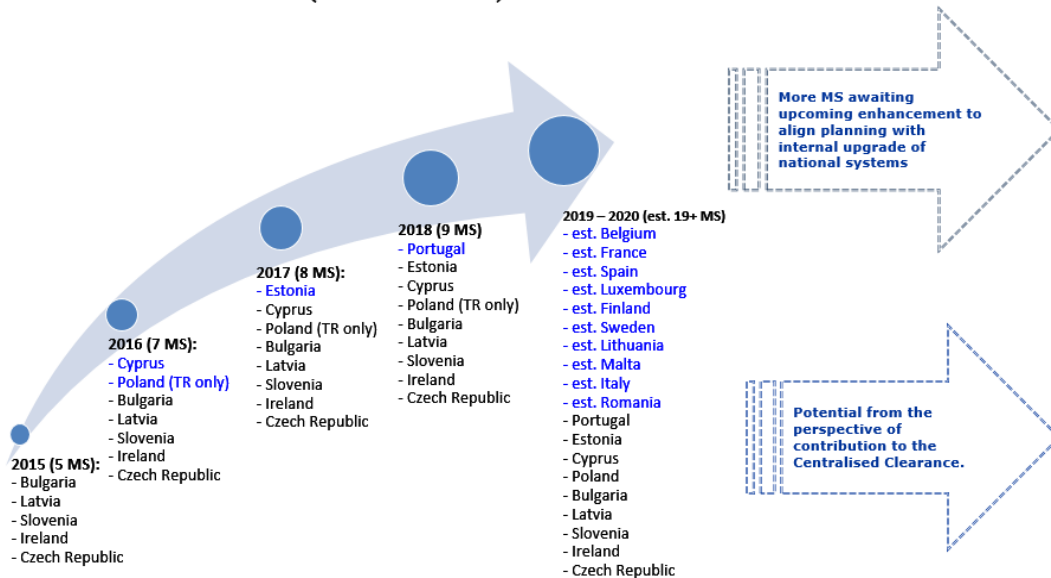 More MS awaiting
upcoming enhancement to
align planning with
internal upgrade of
national systems
2015 (5 MS):
- Bulgaria
- Latvia
- Slovenia
- Ireland
- Czech Republic
2016 (7 MS):
- Cyprus
- Poland (TR only)
- Bulgaria
- Latvia
- Slovenia
- Ireland
- Czech Republic
2017 (8 MS):
- Estonia
- Cyprus
- Poland (TR only)
- Bulgaria
- Latvia
- Slovenia
- Ireland
- Czech Republic
2018 (9 MS)
- Portugal
- Estonia
- Cyprus
- Poland (TR only)
- Bulgaria
- Latvia
- Slovenia
- Ireland
- Czech Republic
2019 – 2020 (est. 19+ MS)
- est. Belgium
- est. France
- est. Spain
- est. Luxembourg
- est. Finland
- est. Sweden
- est. Lithuania
- est. Malta
- est. Italy
- est. Romania
- Portugal
- Estonia
- Cyprus
- Poland
- Bulgaria
- Latvia
- Slovenia
- Ireland
- Czech Republic
Potential from the
perspective of
contribution to the
Centralised Clearance.